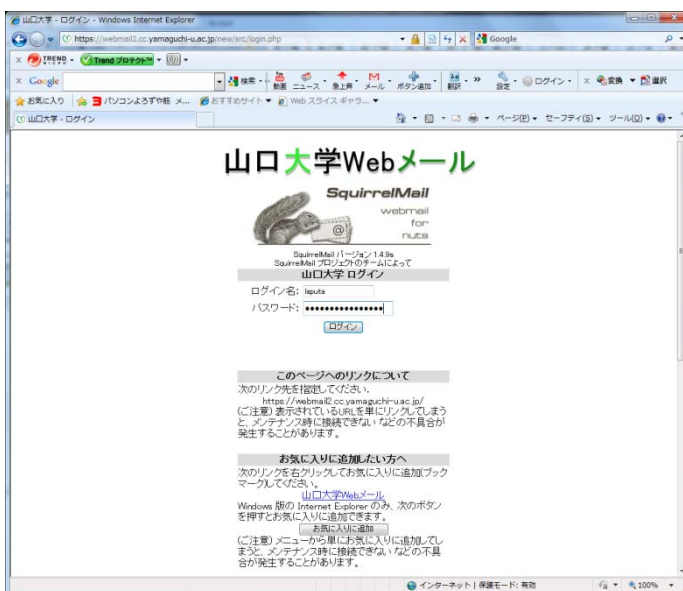 山口大学 - ログイン - Windows Internet Explorer
https://webmail2.cc.yamaguchi-u.ac.jp/new/src/login.php
Google
TREND
Trend プロテクト
Google
検索
動画
ニュース
急上昇
メール
ボタン追加
翻訳
設定
ログイン
変換
選択
お気に入り
パソコンよろずや筋 メ...
おすすめサイト
Web スライス ギャラ...
山口大学 - ログイン
ページ(P)
セーフティ(S)
ツール(O)
山口大学Webメール
SquirrelMail
webmail
for
nuts
SquirrelMail バージョン 1.4.9a
SquirrelMail プロジェクトのチームによって
山口大学 ログイン
ログイン名: laputa
パスワード: ••••••••••••••••
ログイン
このページへのリンクについて
次のリンク先を指定してください.
https://webmail2.cc.yamaguchi-u.ac.jp/
(ご注意) 表示されているURLを単にリンクしてしまう
と、メンテナンス時に接続できない などの不具合が
発生することがあります。
お気に入りに追加したい方へ
次のリンクを右クリックしてお気に入りに追加(ブック
マーク)してください。
山口大学Webメール
Windows 版の Internet Explorer のみ、次のボタン
を押すとお気に入りに追加できます。
お気に入りに追加
(ご注意) メニューから単にお気に入りに追加してし
まうと、メンテナンス時に接続できない などの不具
合が発生することがあります。
インターネット | 保護モード: 有効
100%